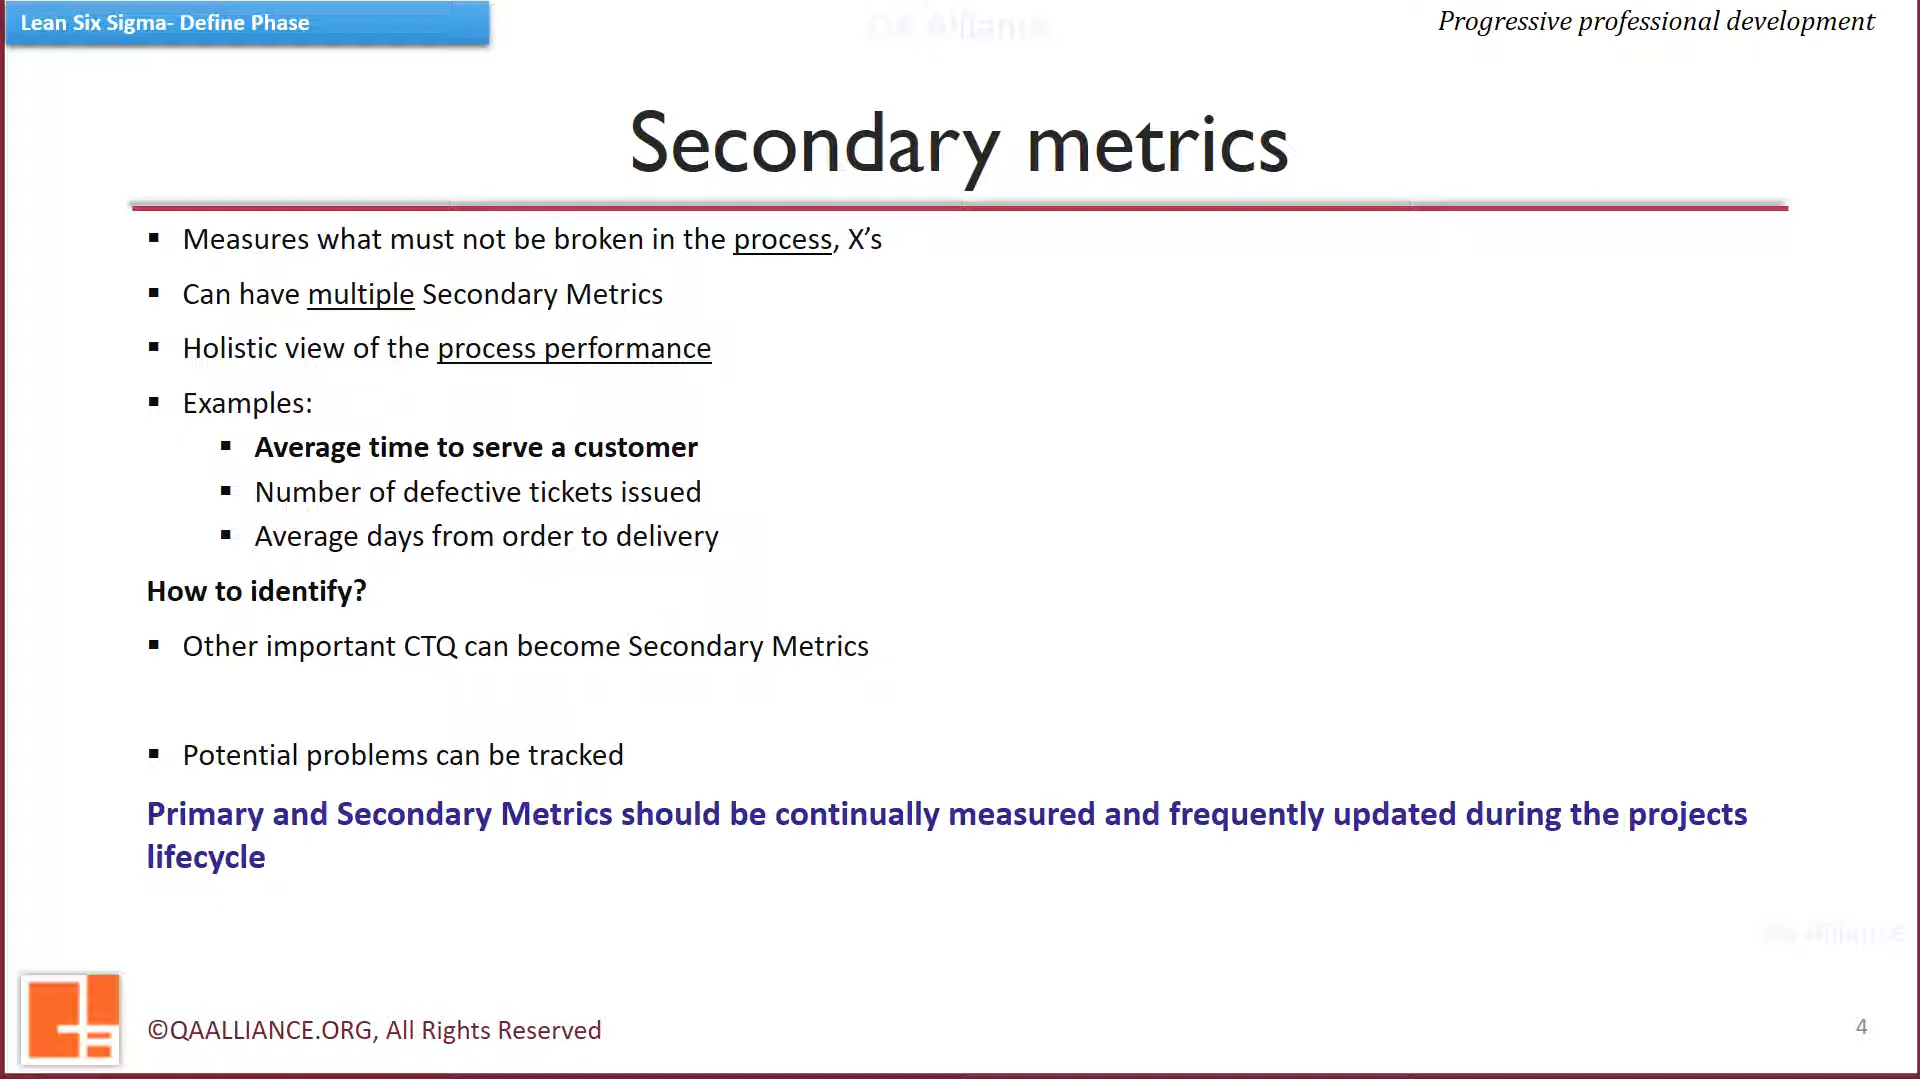 Lean Six Sigma- Define Phase
Progressive professional development
Secondary metrics
▪ Measures what must not be broken in the process, X’s
▪ Can have multiple Secondary Metrics
▪ Holistic view of the process performance
▪ Examples:
▪ Average time to serve a customer
▪ Number of defective tickets issued
▪ Average days from order to delivery
How to identify?
▪ Other important CTQ can become Secondary Metrics
▪ Potential problems can be tracked
Primary and Secondary Metrics should be continually measured and frequently updated during the projects
lifecycle
©QAALLIANCE.ORG, All Rights Reserved
4